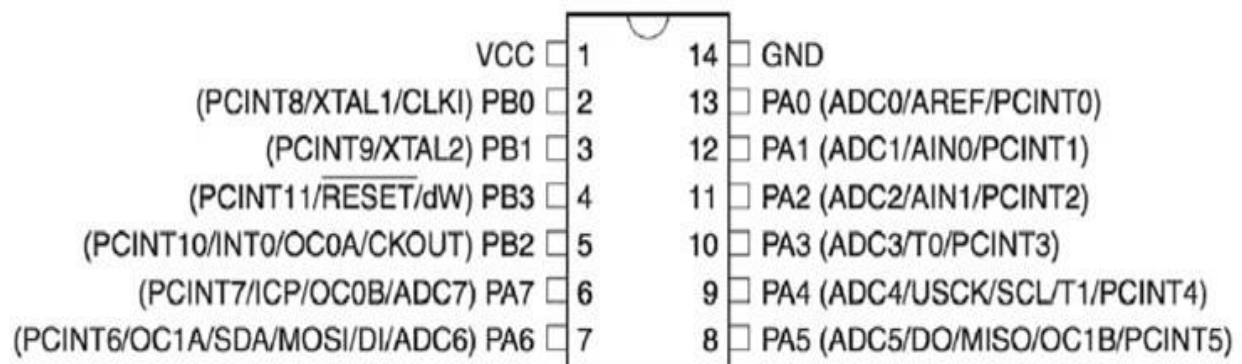 VCC 1 14 GND
(PCINT8/XTAL1/CLKI) PB0 2 13 PA0 (ADC0/AREF/PCINT0)
(PCINT9/XTAL2) PB1 3 12 PA1 (ADC1/AIN0/PCINT1)
(PCINT11/RESET/dW) PB3 4 11 PA2 (ADC2/AIN1/PCINT2)
(PCINT10/INT0/OC0A/CKOUT) PB2 5 10 PA3 (ADC3/T0/PCINT3)
(PCINT7/ICP/OC0B/ADC7) PA7 6 9 PA4 (ADC4/USCK/SCL/T1/PCINT4)
(PCINT6/OC1A/SDA/MOSI/DI/ADC6) PA6 7 8 PA5 (ADC5/DO/MISO/OC1B/PCINT5)